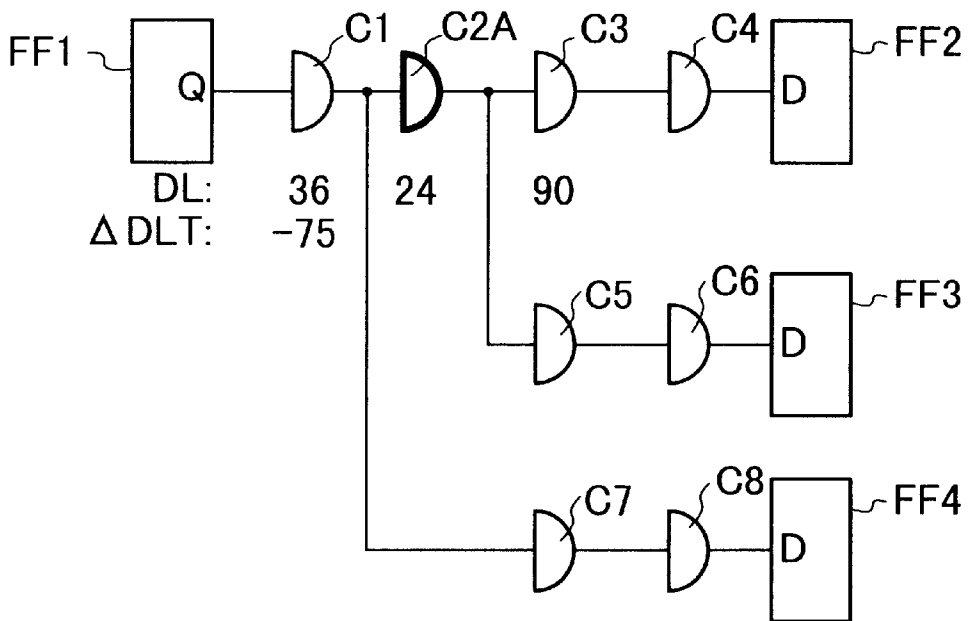 FF1 C1 C2A C3 C4 FF2
Q D
DL: 36 24 90
ΔDLT: -75
C5 C6 FF3
D
C7 C8 FF4
D